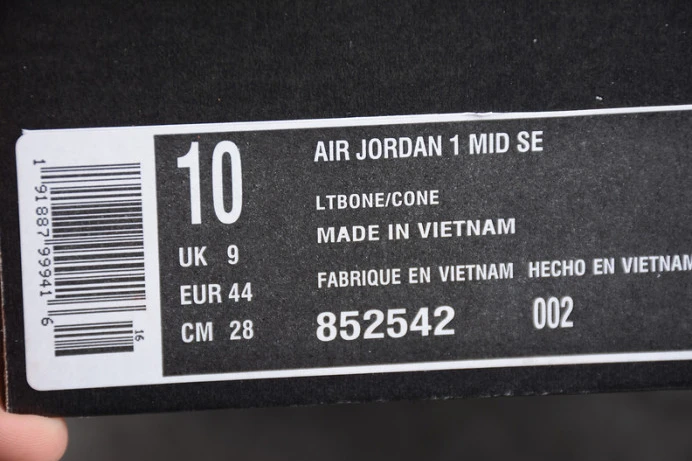 1 91887 99941 6
16
10
UK 9
EUR 44
CM 28
AIR JORDAN 1 MID SE
LTBONE/CONE
MADE IN VIETNAM
FABRIQUE EN VIETNAM HECHO EN VIETNAM
852542 002